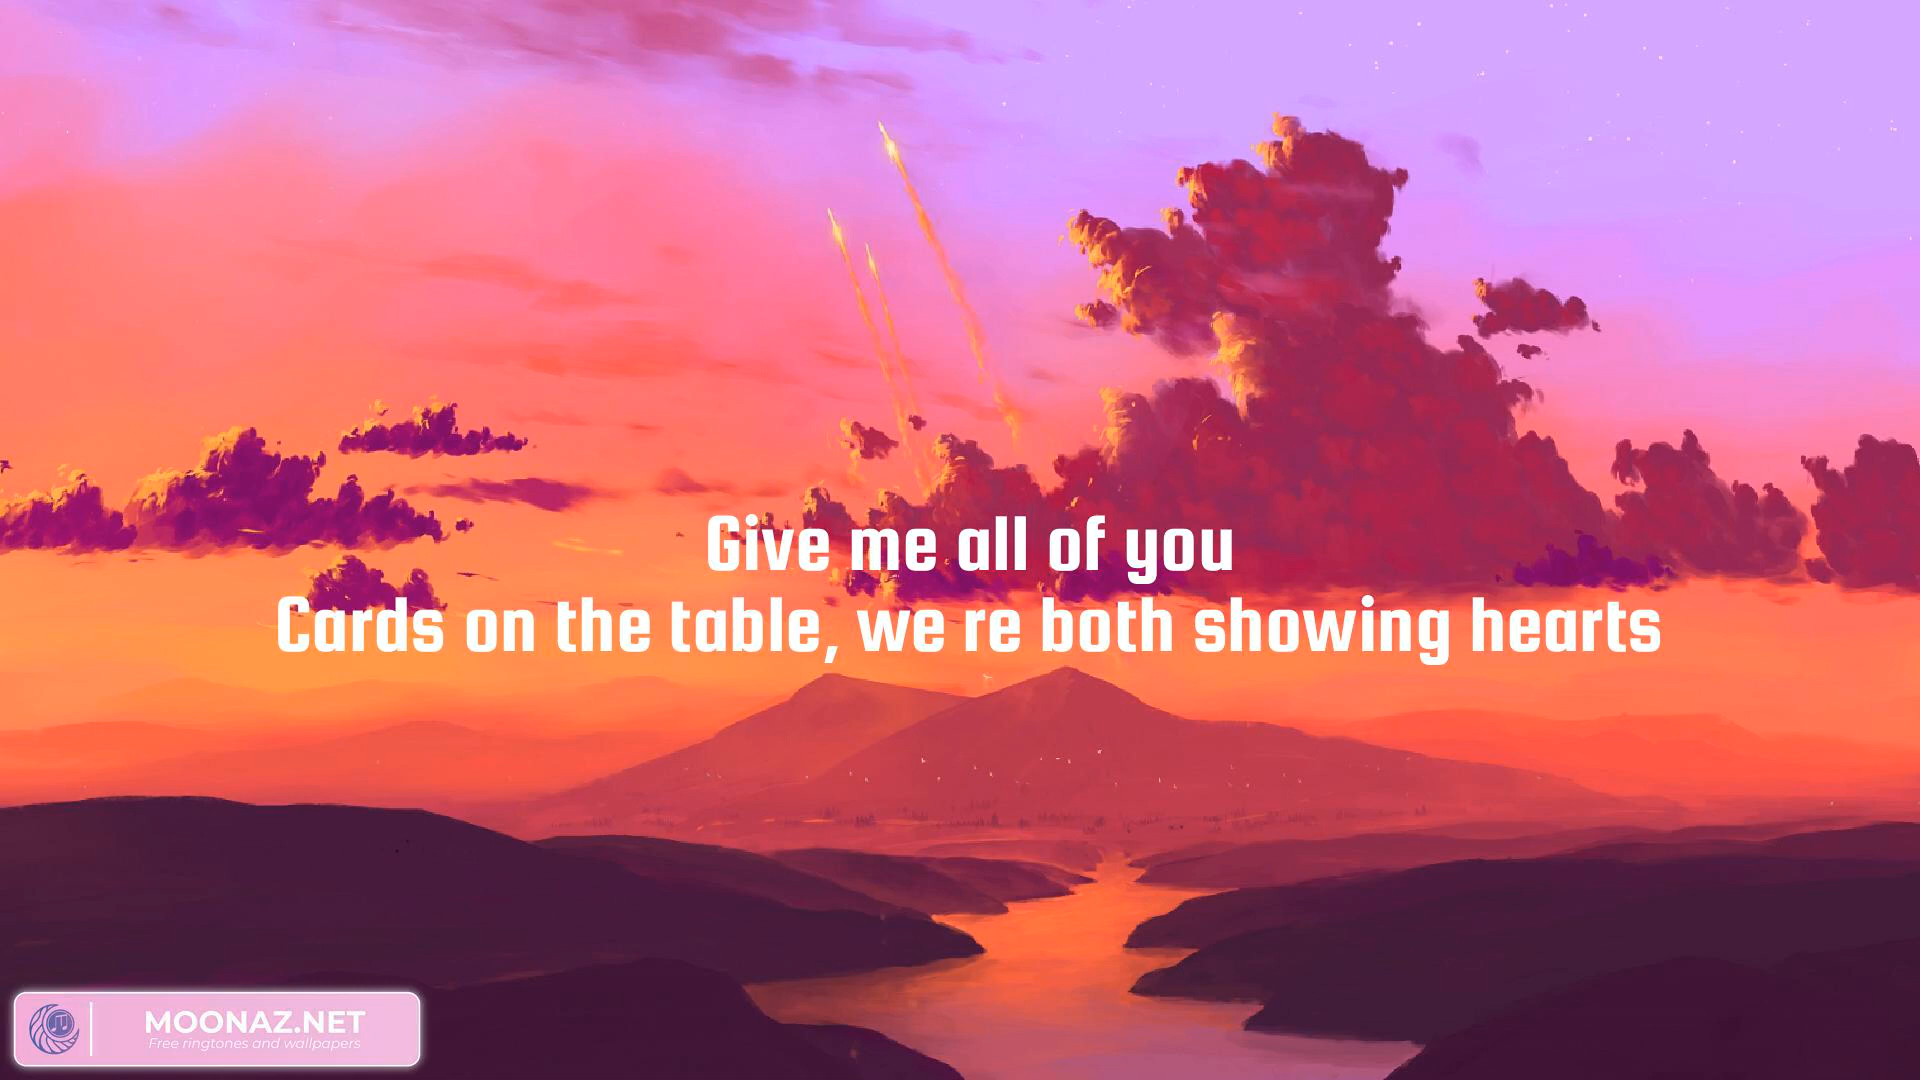 Give me all of you
Cards on the table, we re both showing hearts
MOONAZ.NET
Free ringtones and wallpapers